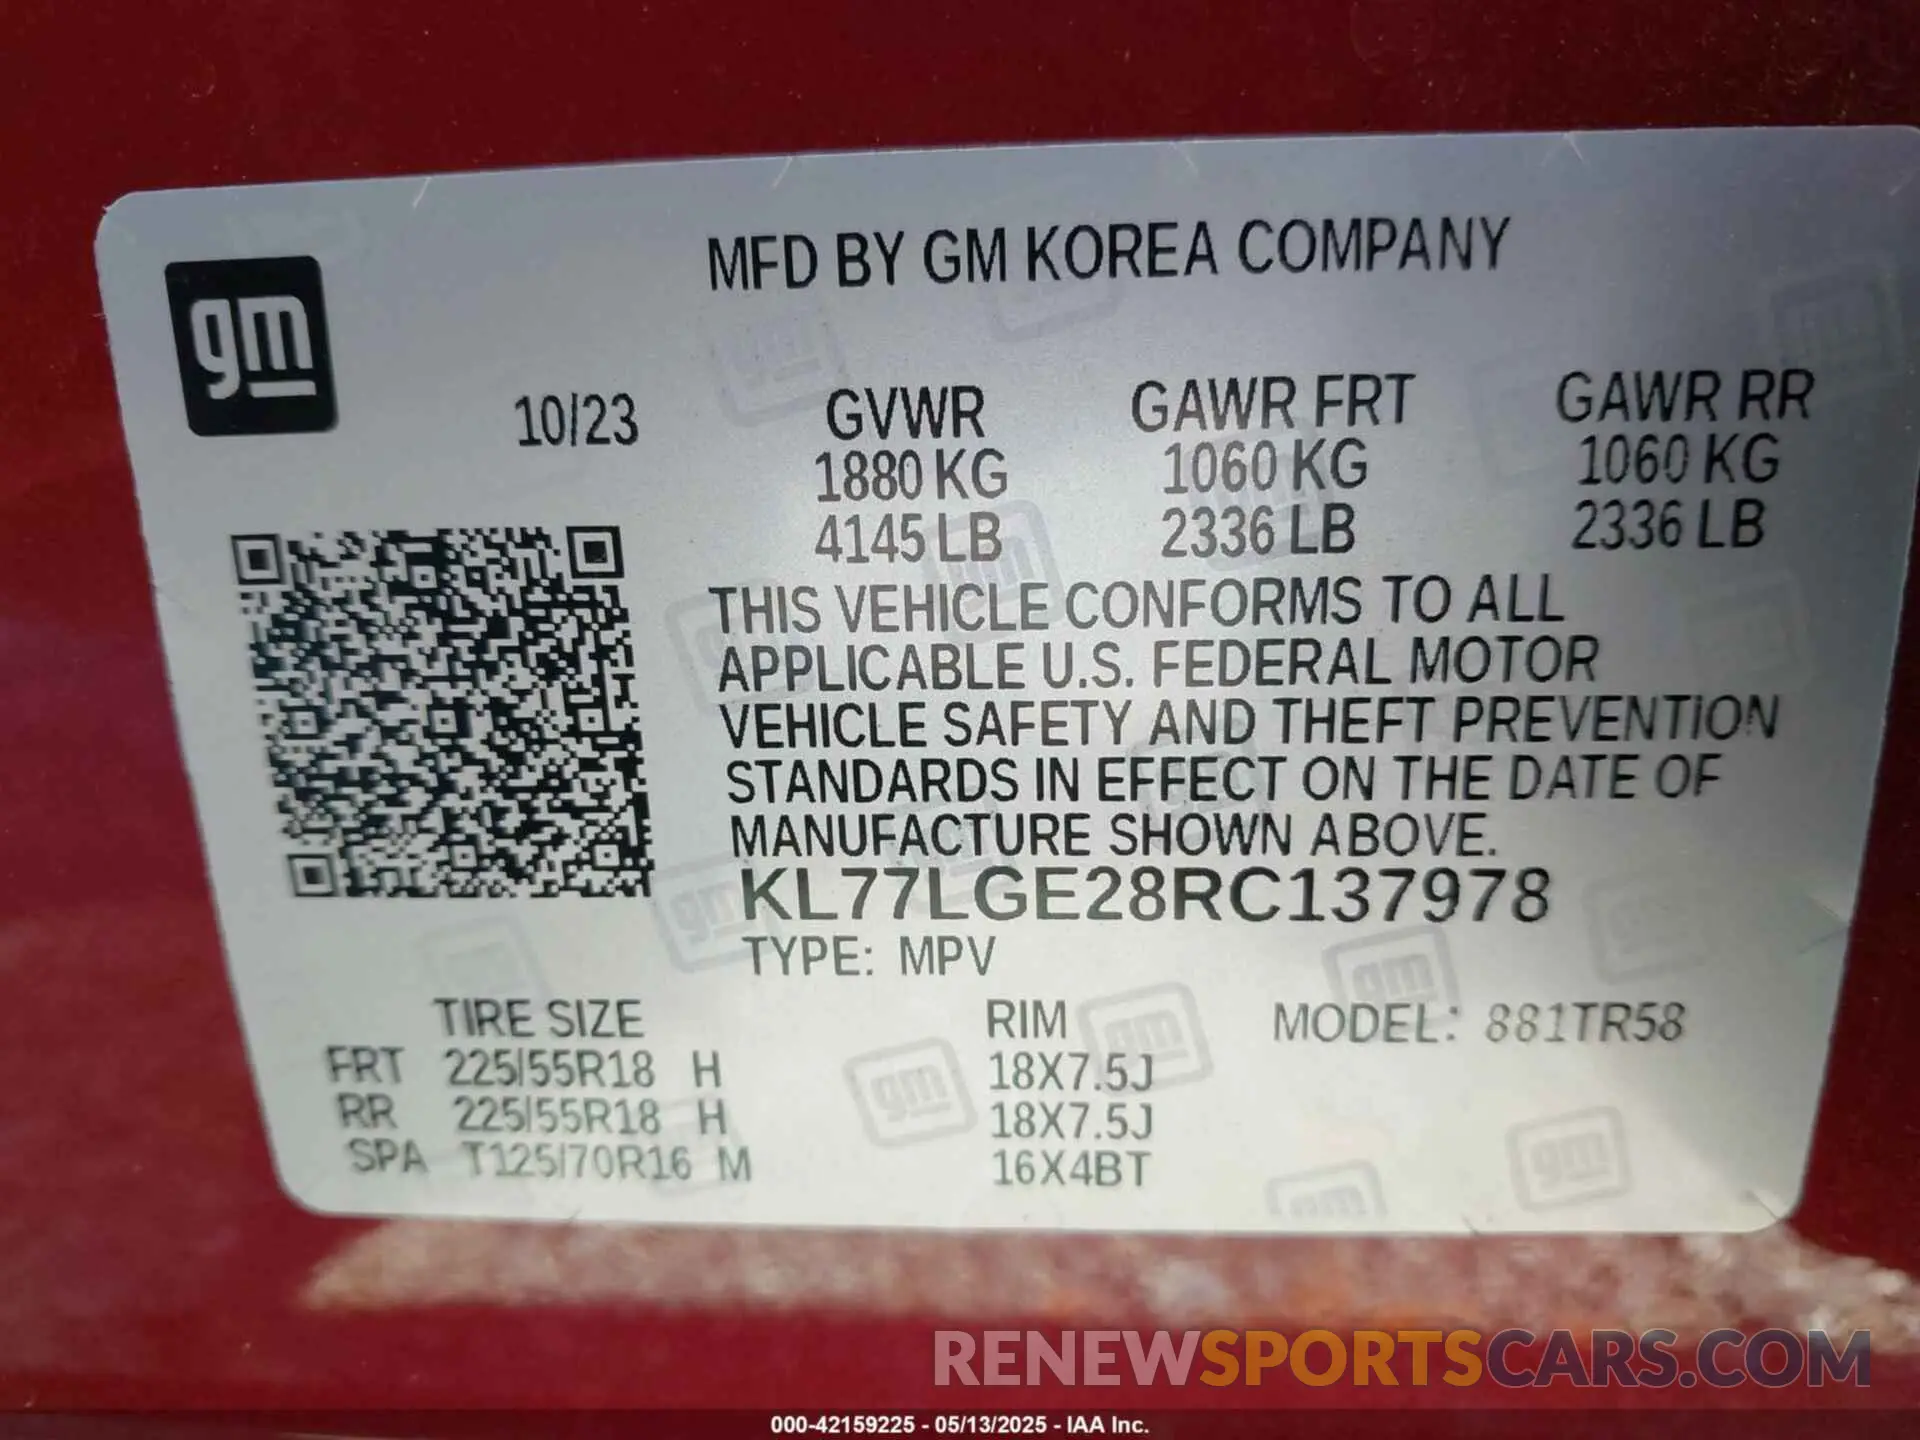 MFD BY GM KOREA COMPANY
gm
10/23
GVWR GAWR FRT GAWR RR
1880 KG 1060 KG 1060 KG
4145 LB 2336 LB 2336 LB
THIS VEHICLE CONFORMS TO ALL
APPLICABLE U.S. FEDERAL MOTOR
VEHICLE SAFETY AND THEFT PREVENTION
STANDARDS IN EFFECT ON THE DATE OF
MANUFACTURE SHOWN ABOVE.
KL77LGE28RC137978
TYPE: MPV
TIRE SIZE RIM MODEL: 881TR58
FRT 225/55R18 H 18X7.5J
RR 225/55R18 H 18X7.5J
SPA T125/70R16 M 16X4BT
RENEWSPORTSCARS.COM
000-42159225 - 05/13/2025 - IAA Inc.